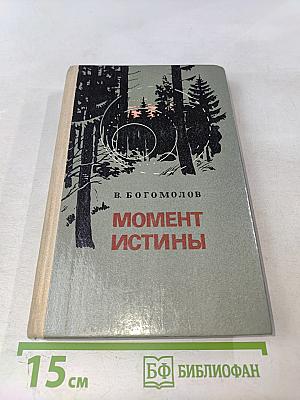 В. БОГОМОЛОВ
МОМЕНТ
ИСТИНЫ
15 см
БФ БИБЛИОФАН